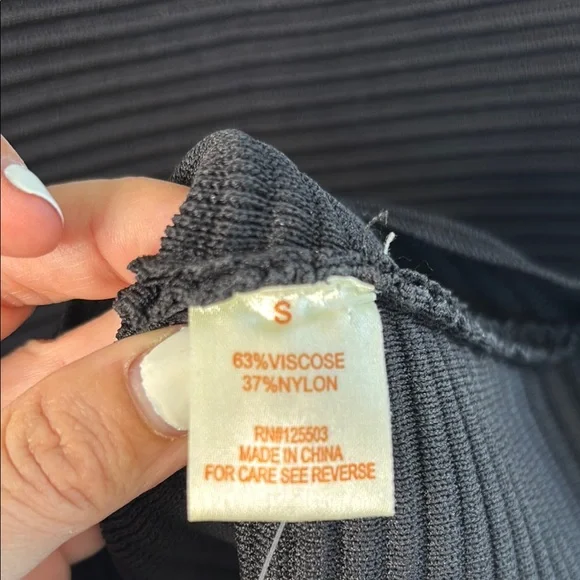 S
63%VISCOSE
37%NYLON
RN#125503
MADE IN CHINA
FOR CARE SEE REVERSE